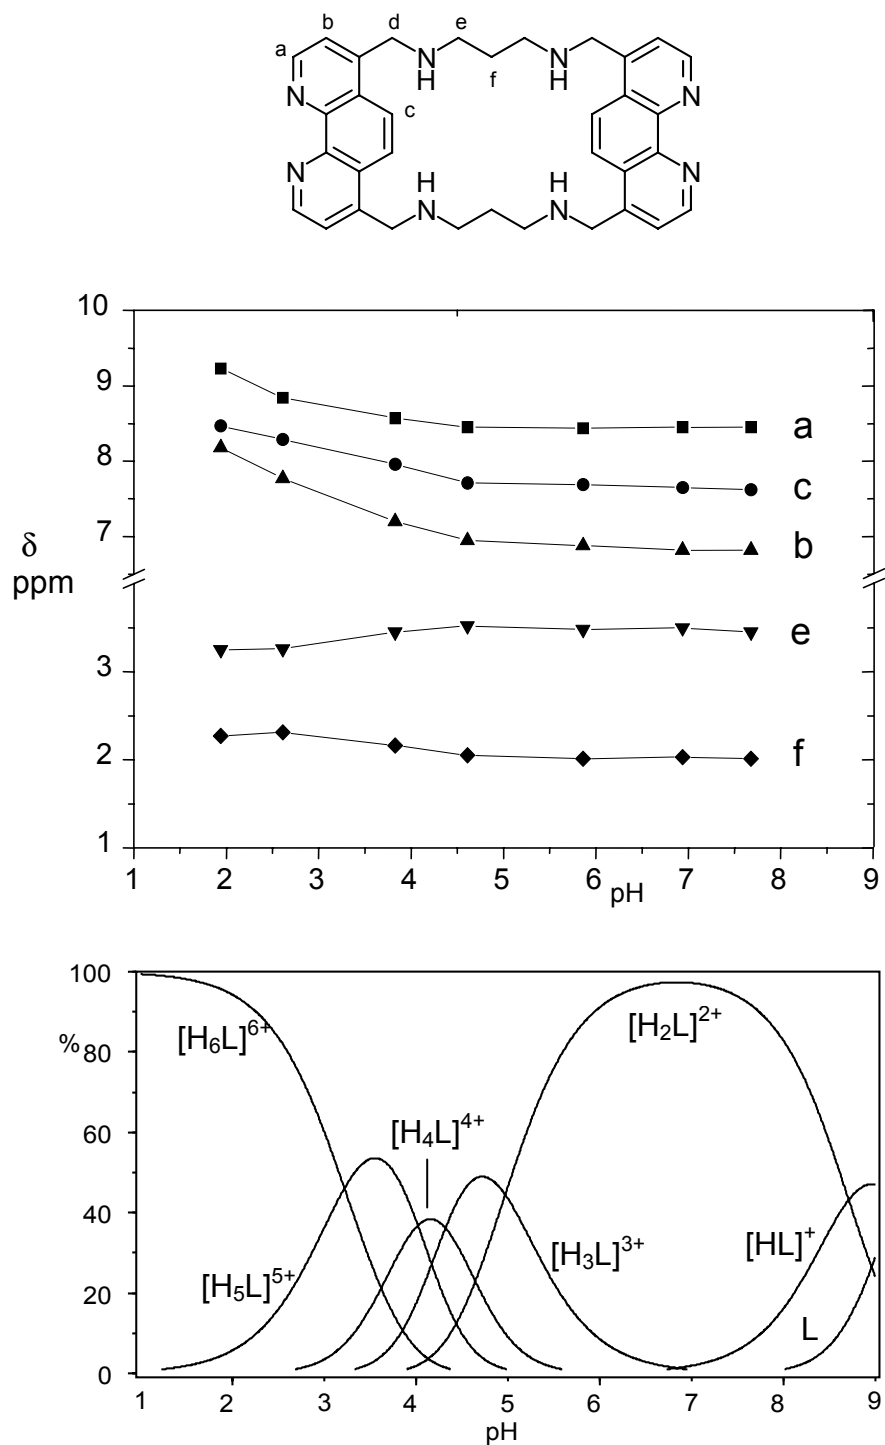 b d e
a N H N H
f
N c N
N N
H H
N N
10
9
a
8
c
7
b
δ
ppm
e
3
2
f
1
1 2 3 4 5 6 7 8 9
pH
100
[H₆L]⁶⁺
[H₂L]²⁺
%
80
[H₄L]⁴⁺
60
40
[H₃L]³⁺
[HL]⁺
[H₅L]⁵⁺
20
L
0
1 2 3 4 5 6 7 8 9
pH